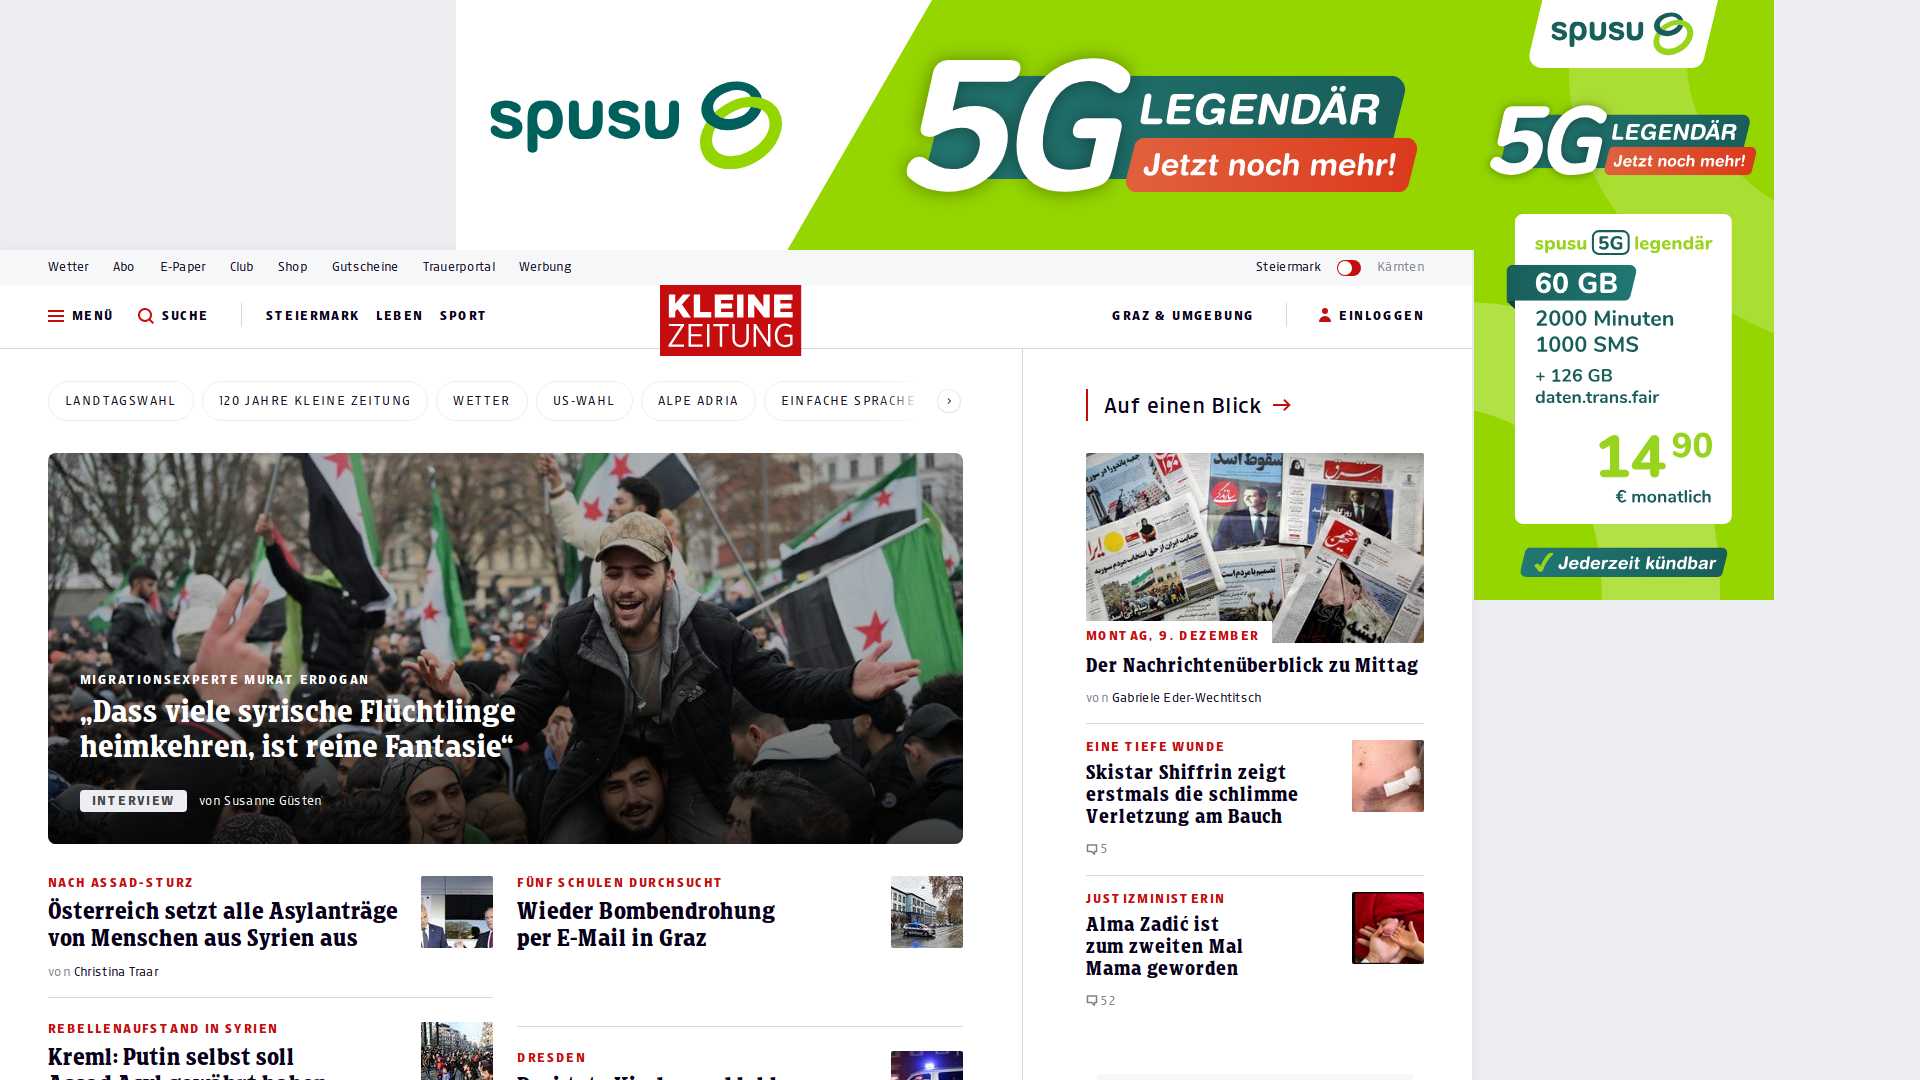 spusu
5G LEGENDÄR
Jetzt noch mehr!
spusu
5G LEGENDÄR
Jetzt noch mehr!
spusu 5G legendär
60 GB
2000 Minuten
1000 SMS
+ 126 GB
daten.trans.fair
14 90
€ monatlich
Jederzeit kündbar
Wetter Abo E-Paper Club Shop Gutscheine Trauerportal Werbung
Steiermark Kärnten
MENÜ SUCHE STEIERMARK LEBEN SPORT
KLEINE
ZEITUNG
GRAZ & UMGEBUNG EINLOGGEN
LANDTAGSWAHL 120 JAHRE KLEINE ZEITUNG WETTER US-WAHL ALPE ADRIA EINFACHE SPRACHE
MIGRATIONSEXPERTE MURAT ERDOGAN
„Dass viele syrische Flüchtlinge
heimkehren, ist reine Fantasie“
INTERVIEW von Susanne Güsten
NACH ASSAD-STURZ
Österreich setzt alle Asylanträge
von Menschen aus Syrien aus
von Christina Traar
REBELLENAUFSTAND IN SYRIEN
Kreml: Putin selbst soll
FÜNF SCHULEN DURCHSUCHT
Wieder Bombendrohung
per E-Mail in Graz
DRESDEN
Auf einen Blick
MONTAG, 9. DEZEMBER
Der Nachrichtenüberblick zu Mittag
von Gabriele Eder-Wechtitsch
EINE TIEFE WUNDE
Skistar Shiffrin zeigt
erstmals die schlimme
Verletzung am Bauch
5
JUSTIZMINISTERIN
Alma Zadić ist
zum zweiten Mal
Mama geworden
52